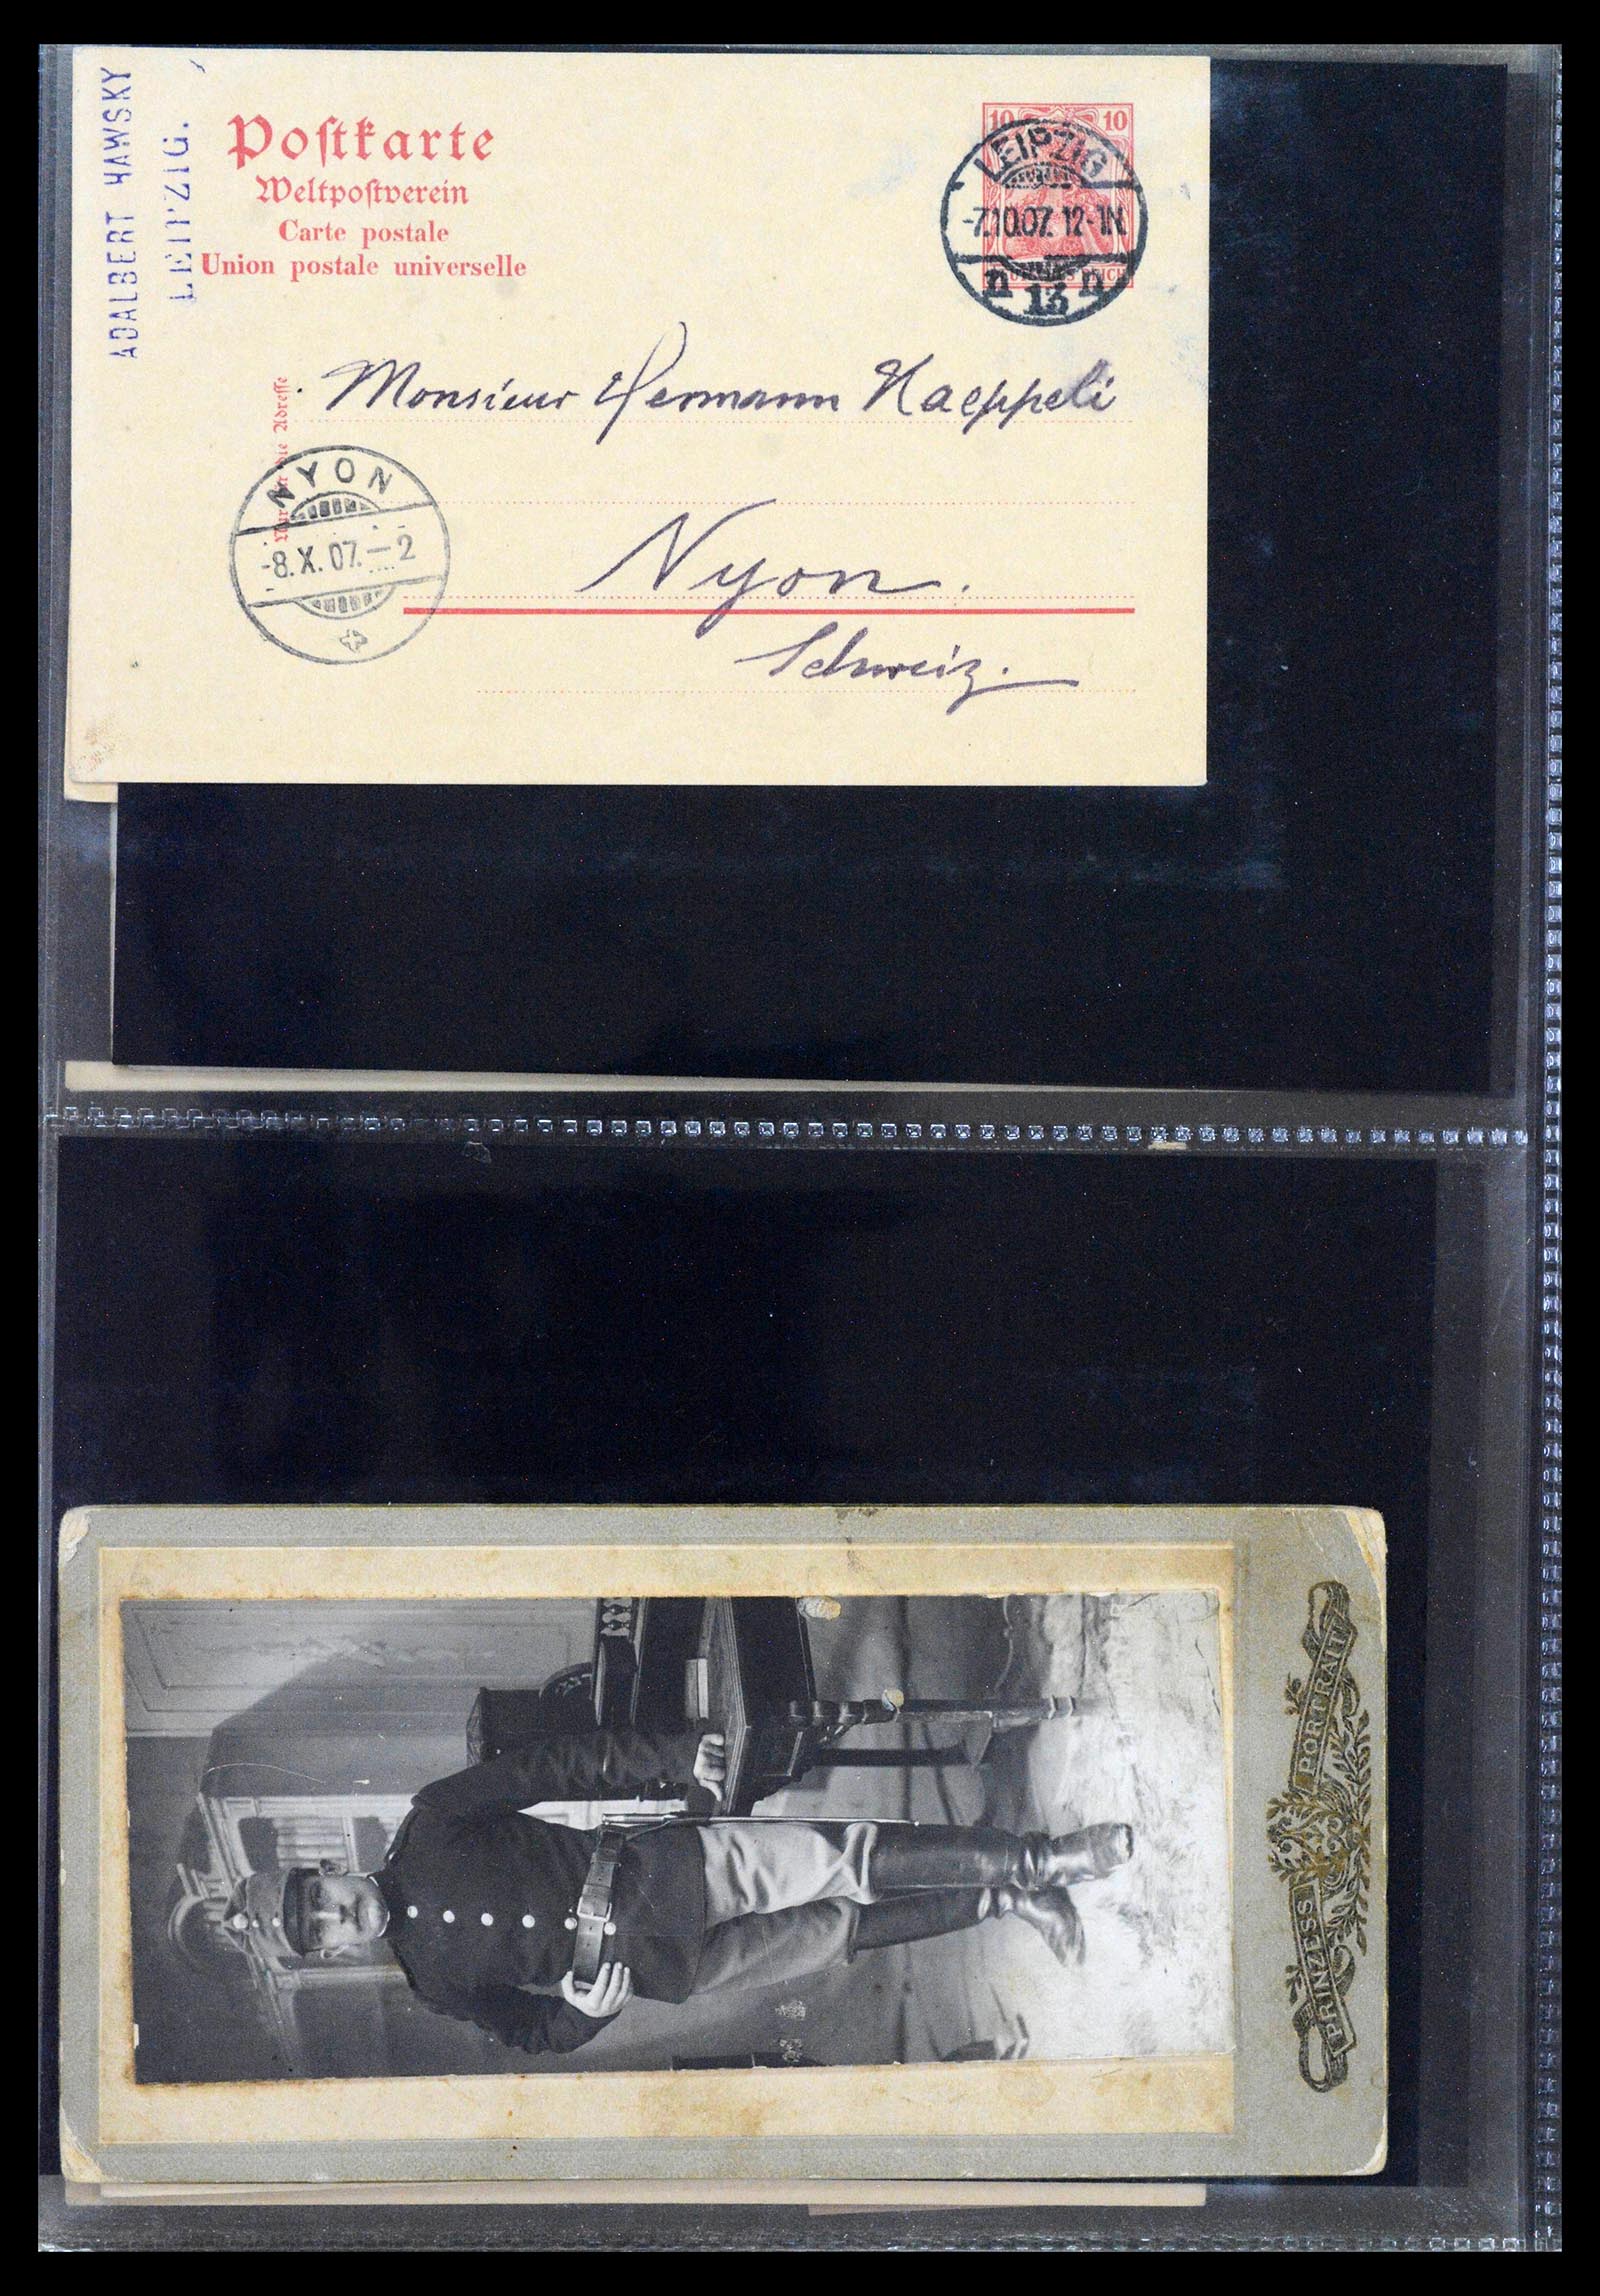 ADALBERT HAWSKY
LEIPZIG.
Postkarte
Weltpostverein
Carte postale
Union postale universelle
10 10
LEIPZIG
-7.10.07. 12-1N
13
Monsieur Hermann Haeppeli
NYON
-8.X.07.-2
Nyon.
Schweiz.
PRINZESS PORTRAIT